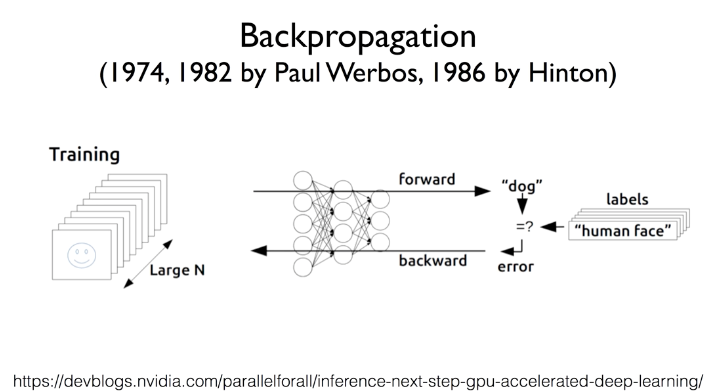 Backpropagation
(1974, 1982 by Paul Werbos, 1986 by Hinton)
Training
Large N
forward
"dog"
=?
labels
"human face"
backward
error
https://devblogs.nvidia.com/parallelforall/inference-next-step-gpu-accelerated-deep-learning/